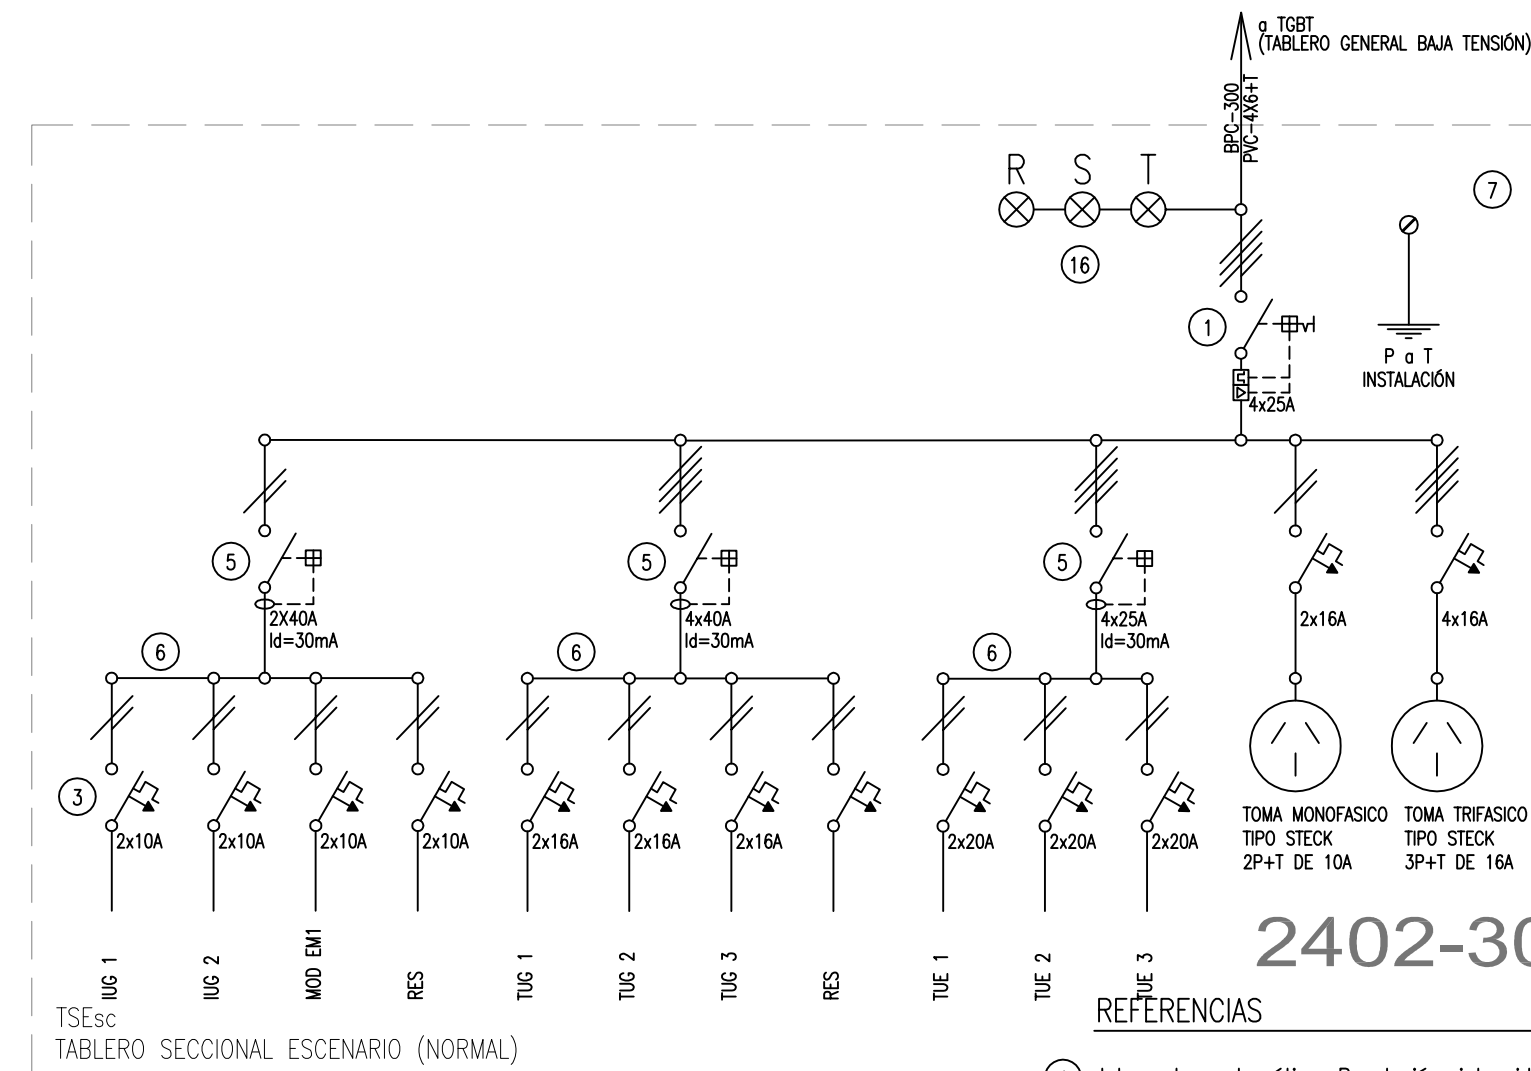 a TGBT
(TABLERO GENERAL BAJA TENSIÓN)
BPC-300
PVC-4X6+T
R S T
7
16
1
P a T
INSTALACIÓN
4x25A
5
5
5
2X40A
Id=30mA
4x40A
Id=30mA
4x25A
Id=30mA
2x16A
4x16A
6
6
6
3
2x10A
2x10A
2x10A
2x10A
2x16A
2x16A
2x16A
2x20A
2x20A
2x20A
TOMA MONOFASICO
TIPO STECK
2P+T DE 10A
TOMA TRIFASICO
TIPO STECK
3P+T DE 16A
IUG 1
IUG 2
MOD EM1
RES
TUG 1
TUG 2
TUG 3
RES
TUE 1
TUE 2
TUE 3
2402-30
TSEsc
TABLERO SECCIONAL ESCENARIO (NORMAL)
REFERENCIAS